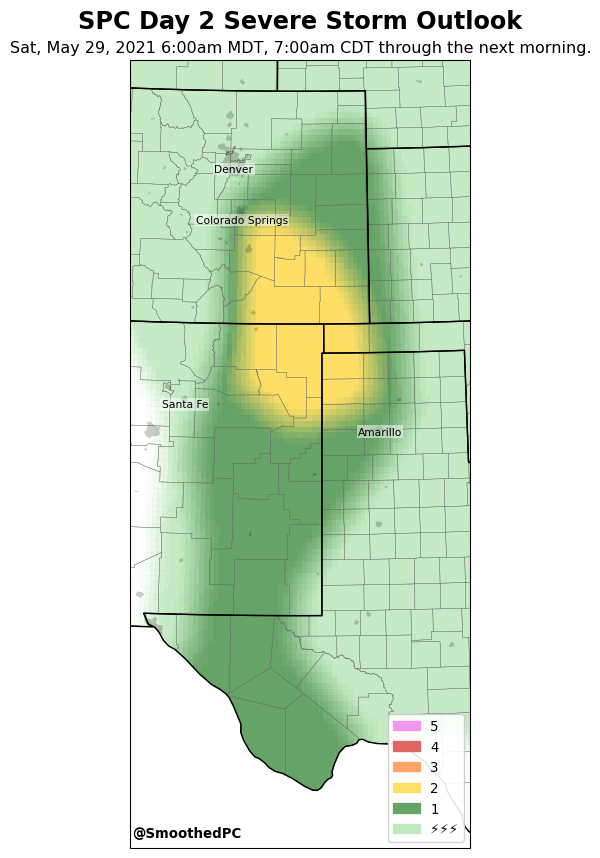 SPC Day 2 Severe Storm Outlook
Sat, May 29, 2021 6:00am MDT, 7:00am CDT through the next morning.
Denver
Colorado Springs
Santa Fe
Amarillo
5
4
3
2
1
⚡⚡⚡
@SmoothedPC